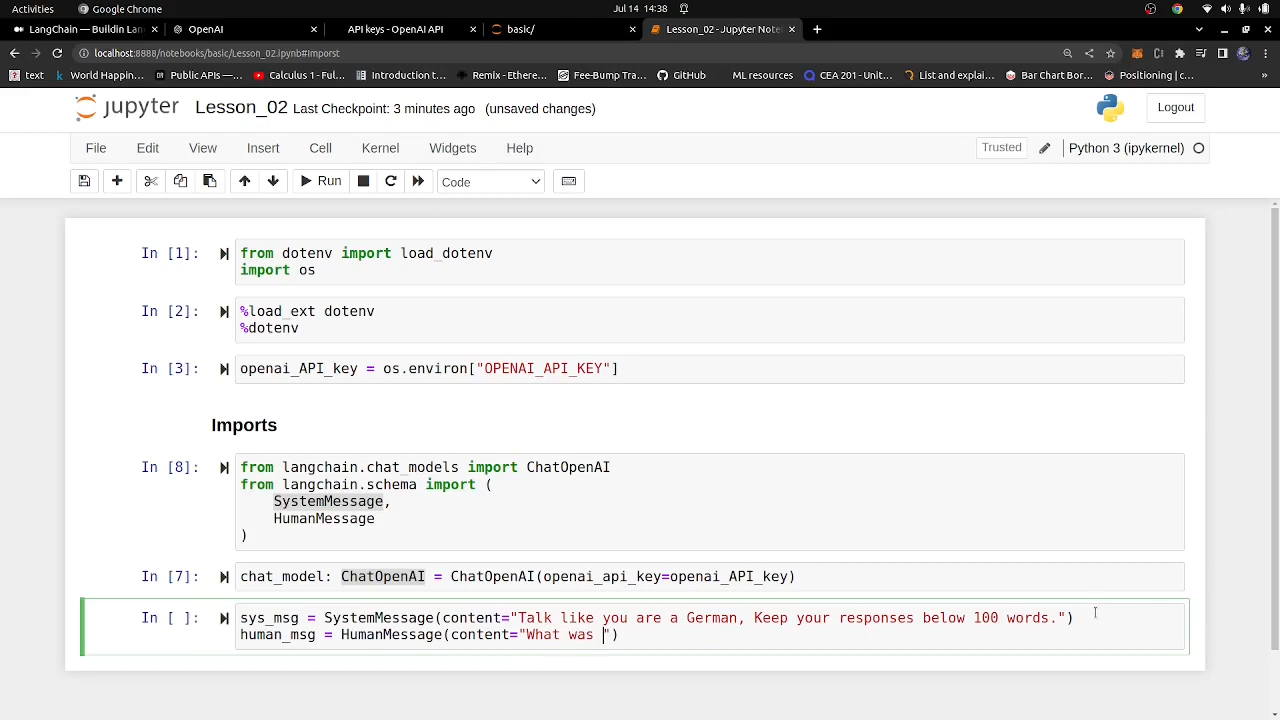 Activities
Google Chrome
Jul 14 14:38
LangChain — Buildin Lan
OpenAI
API keys - OpenAI API
basic/
Lesson_02 - Jupyter Note
localhost:8888/notebooks/basic/Lesson_02.ipynb#Imports
text
World Happin…
Public APIs —…
Calculus 1 - Ful…
Introduction t…
Remix - Ethere…
Fee-Bump Tra…
GitHub
ML resources
CEA 201 - Unit…
List and explai…
Bar Chart Bor…
Positioning | c…
»
jupyter
Lesson_02 Last Checkpoint: 3 minutes ago (unsaved changes)
Logout
File Edit View Insert Cell Kernel Widgets Help
Trusted
Python 3 (ipykernel)
Run
Code
In [1]:
from dotenv import load_dotenv
import os
In [2]:
%load_ext dotenv
%dotenv
In [3]:
openai_API_key = os.environ["OPENAI_API_KEY"]
Imports
In [8]:
from langchain.chat_models import ChatOpenAI
from langchain.schema import (
SystemMessage,
HumanMessage
)
In [7]:
chat_model: ChatOpenAI = ChatOpenAI(openai_api_key=openai_API_key)
In [ ]:
sys_msg = SystemMessage(content="Talk like you are a German, Keep your responses below 100 words.")
human_msg = HumanMessage(content="What was ")